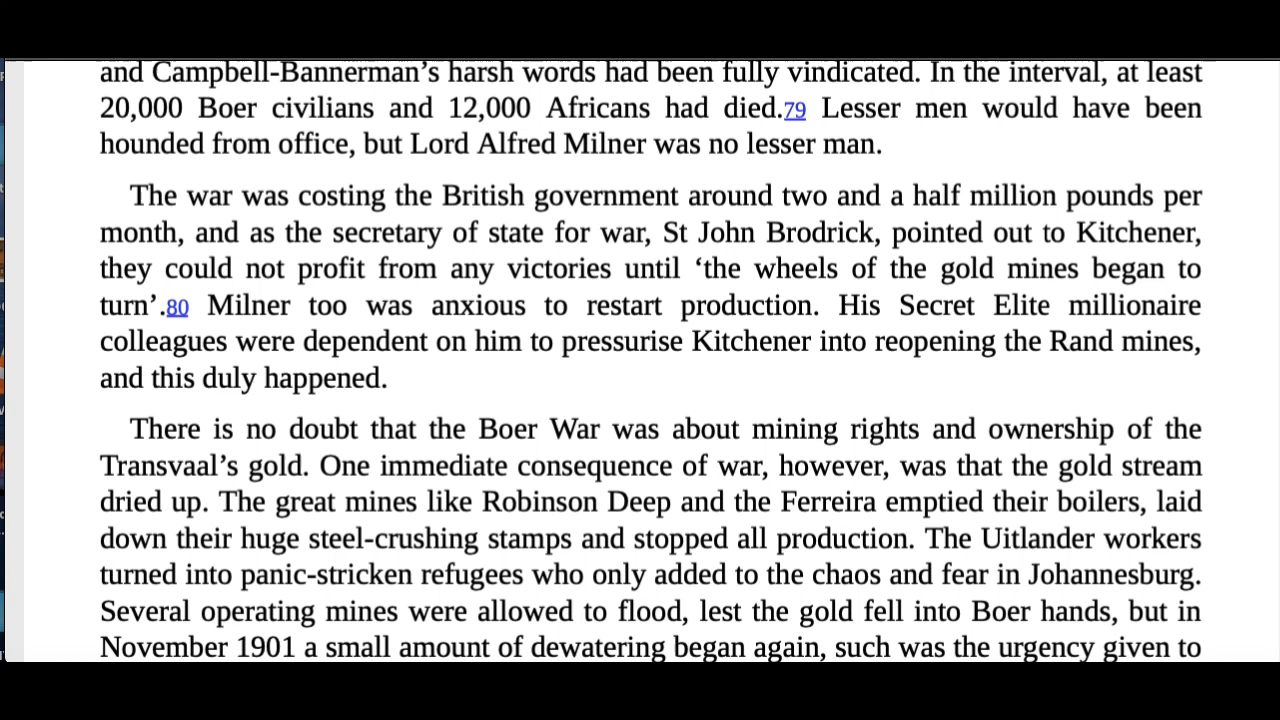 and Campbell-Bannerman’s harsh words had been fully vindicated. In the interval, at least
20,000 Boer civilians and 12,000 Africans had died.79 Lesser men would have been
hounded from office, but Lord Alfred Milner was no lesser man.
The war was costing the British government around two and a half million pounds per
month, and as the secretary of state for war, St John Brodrick, pointed out to Kitchener,
they could not profit from any victories until ‘the wheels of the gold mines began to
turn’.80 Milner too was anxious to restart production. His Secret Elite millionaire
colleagues were dependent on him to pressurise Kitchener into reopening the Rand mines,
and this duly happened.
There is no doubt that the Boer War was about mining rights and ownership of the
Transvaal’s gold. One immediate consequence of war, however, was that the gold stream
dried up. The great mines like Robinson Deep and the Ferreira emptied their boilers, laid
down their huge steel-crushing stamps and stopped all production. The Uitlander workers
turned into panic-stricken refugees who only added to the chaos and fear in Johannesburg.
Several operating mines were allowed to flood, lest the gold fell into Boer hands, but in
November 1901 a small amount of dewatering began again, such was the urgency given to